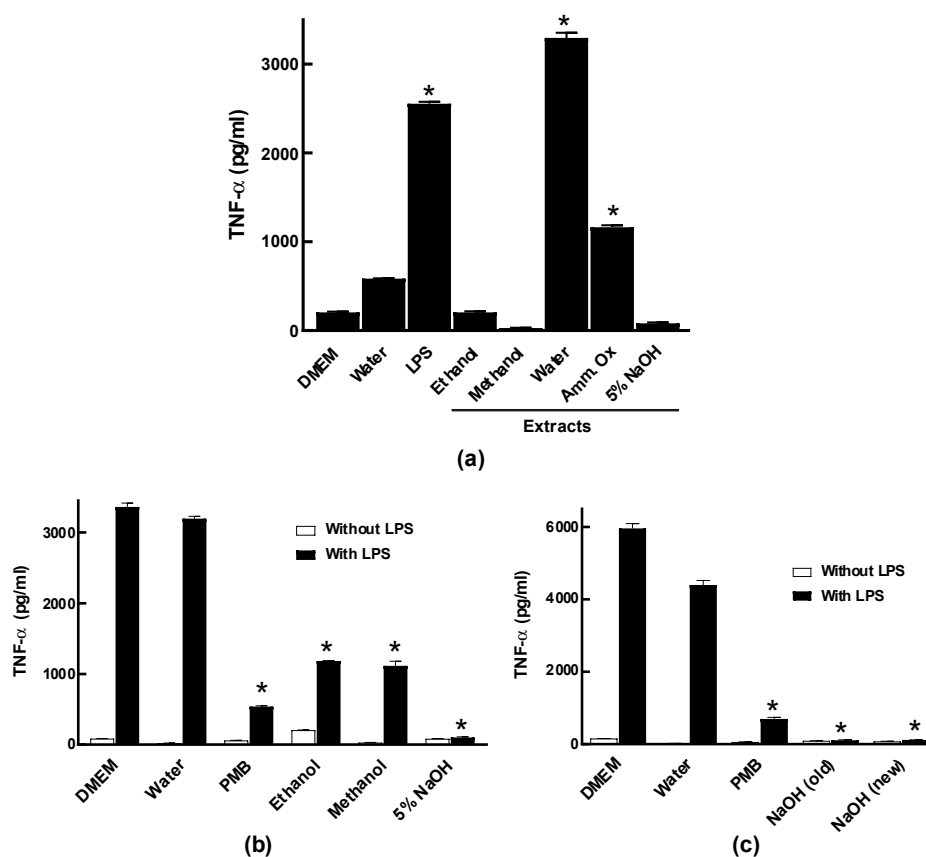 TNF-α (pg/ml)
3000
2000
1000
0
*
*
*
DMEM
Water
LPS
Ethanol
Methanol
Water
Amm. Ox
5% NaOH
Extracts
(a)
TNF-α (pg/ml)
3000
2000
1000
0
Without LPS
With LPS
*
*
*
*
DMEM
Water
PMB
Ethanol
Methanol
5% NaOH
(b)
TNF-α (pg/ml)
6000
4000
2000
0
Without LPS
With LPS
*
*
*
DMEM
Water
PMB
NaOH (old)
NaOH (new)
(c)